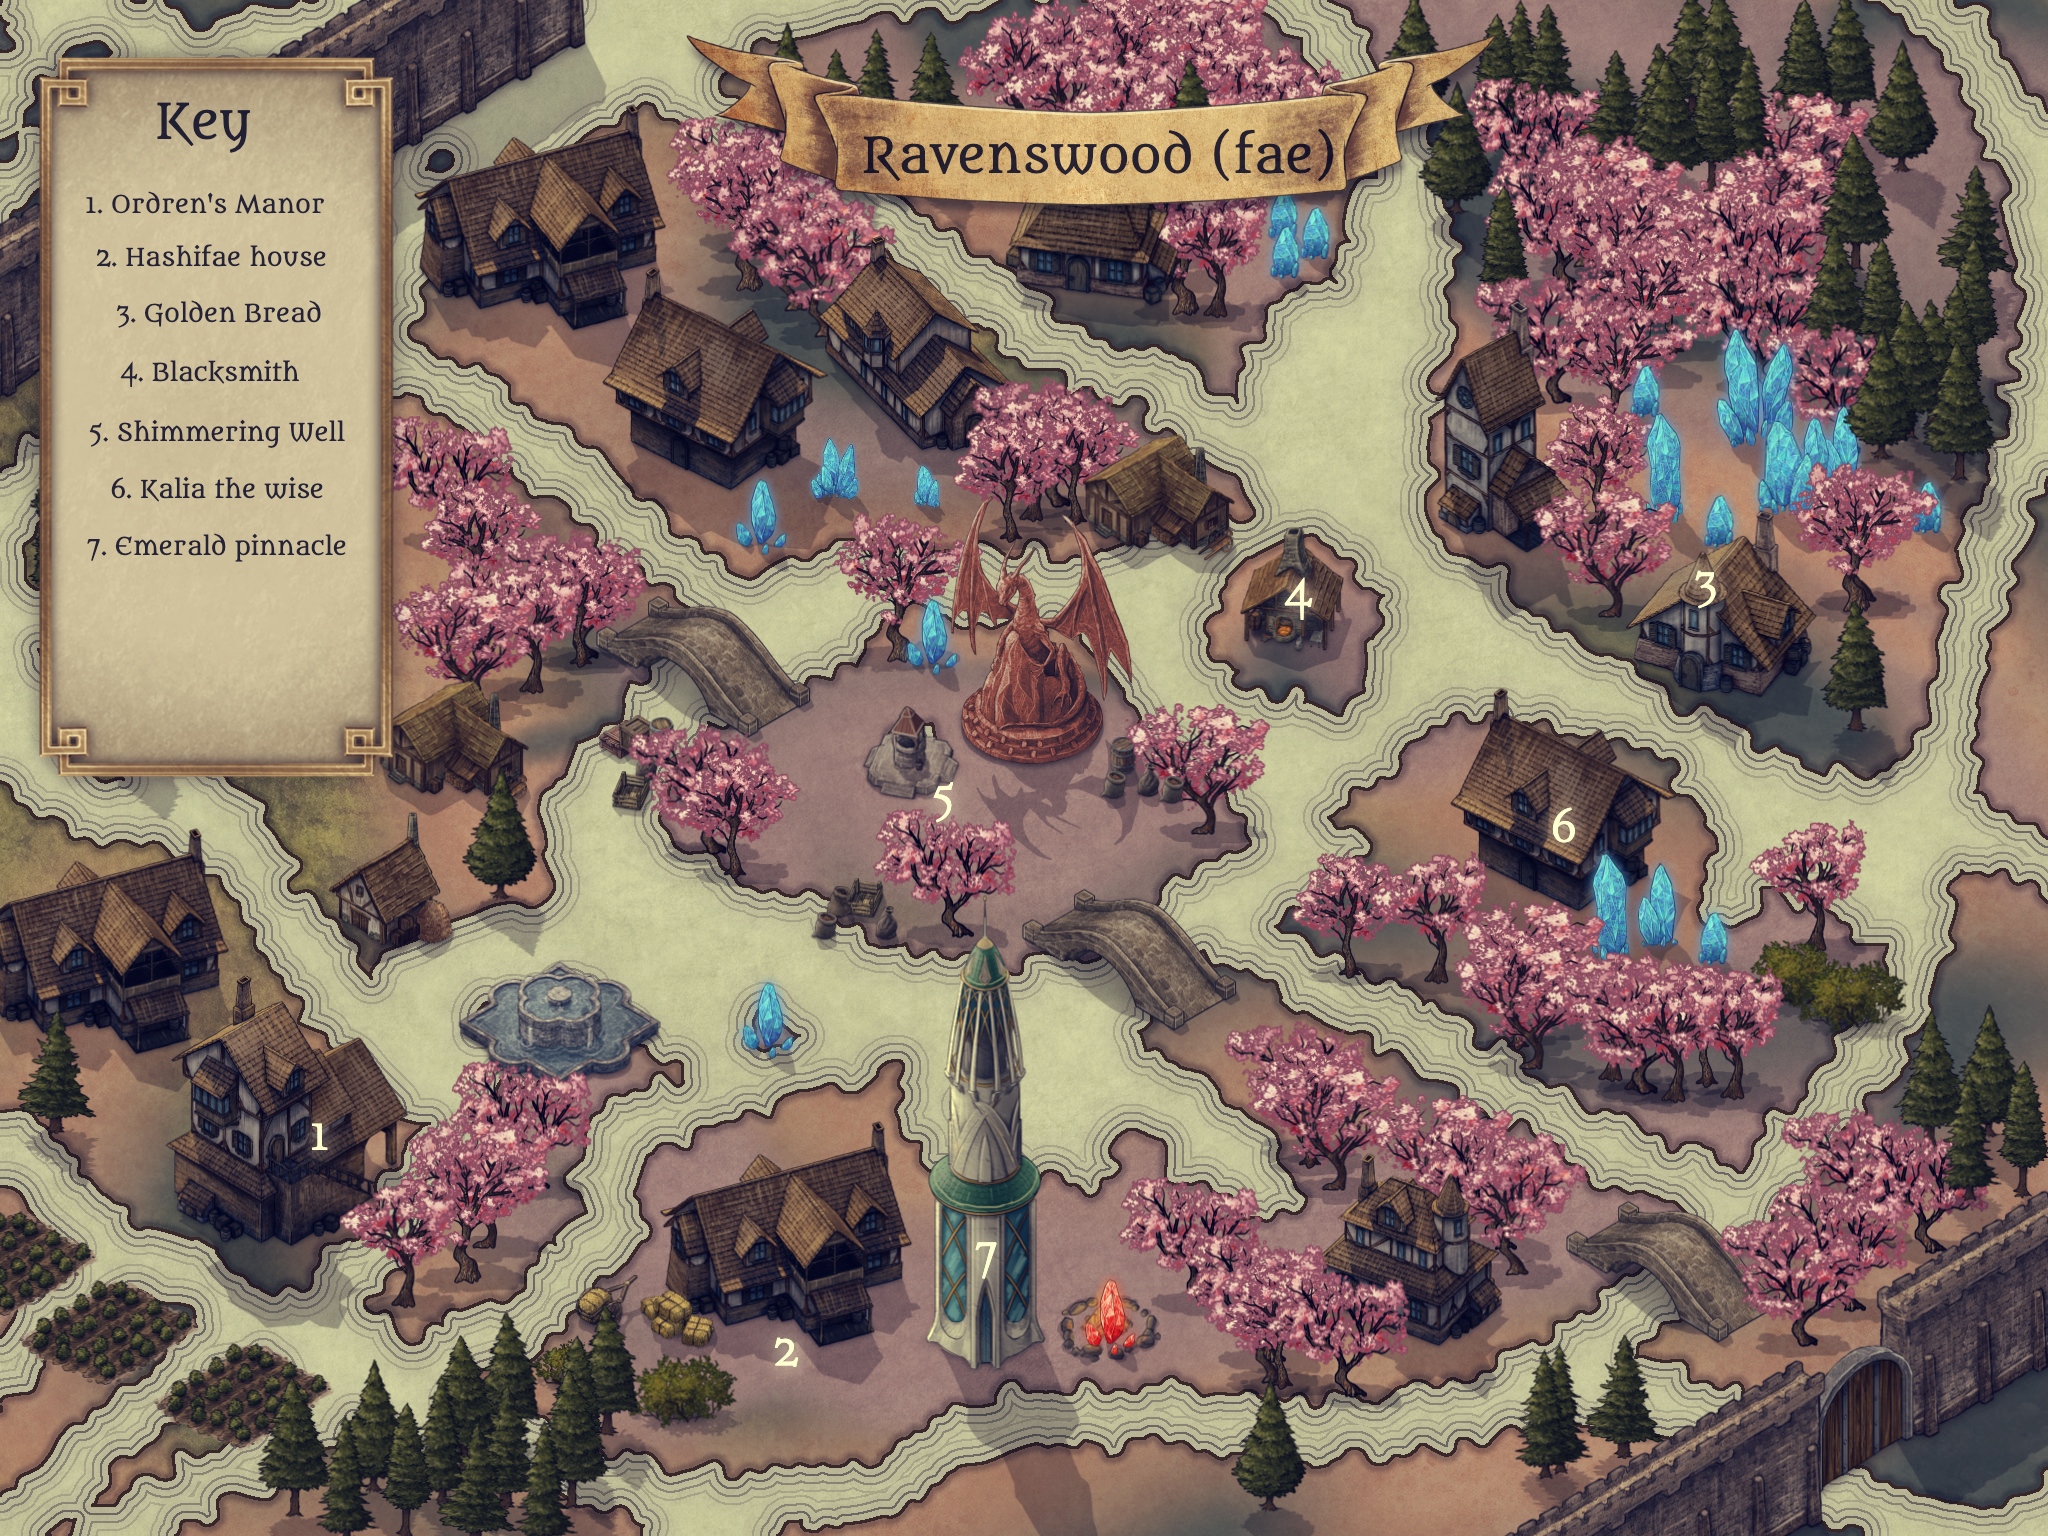 Ravenswood (fae)
Key
1. Ordren's Manor
2. Hashifae house
3. Golden Bread
4. Blacksmith
5. Shimmering Well
6. Kalia the wise
7. Emerald pinnacle
4
3
5
6
1
7
2